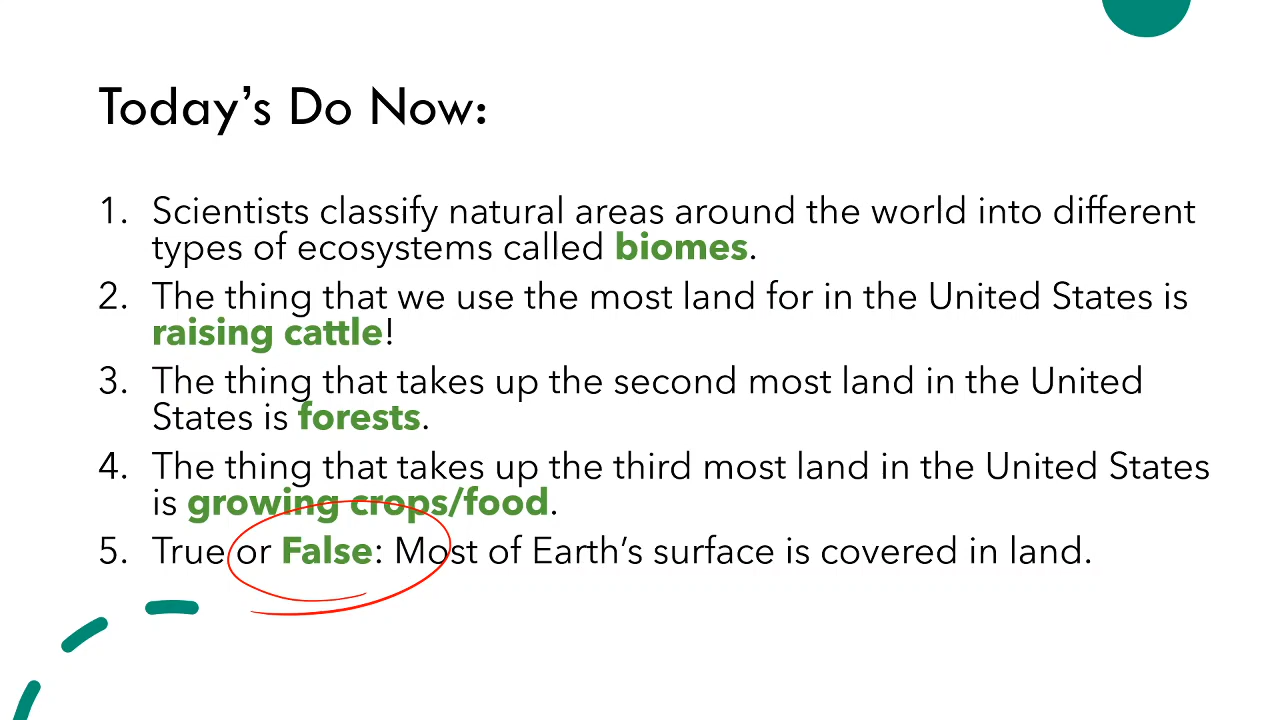 Today’s Do Now:
1. Scientists classify natural areas around the world into different
types of ecosystems called biomes.
2. The thing that we use the most land for in the United States is
raising cattle!
3. The thing that takes up the second most land in the United
States is forests.
4. The thing that takes up the third most land in the United States
is growing crops/food.
5. True or False: Most of Earth’s surface is covered in land.